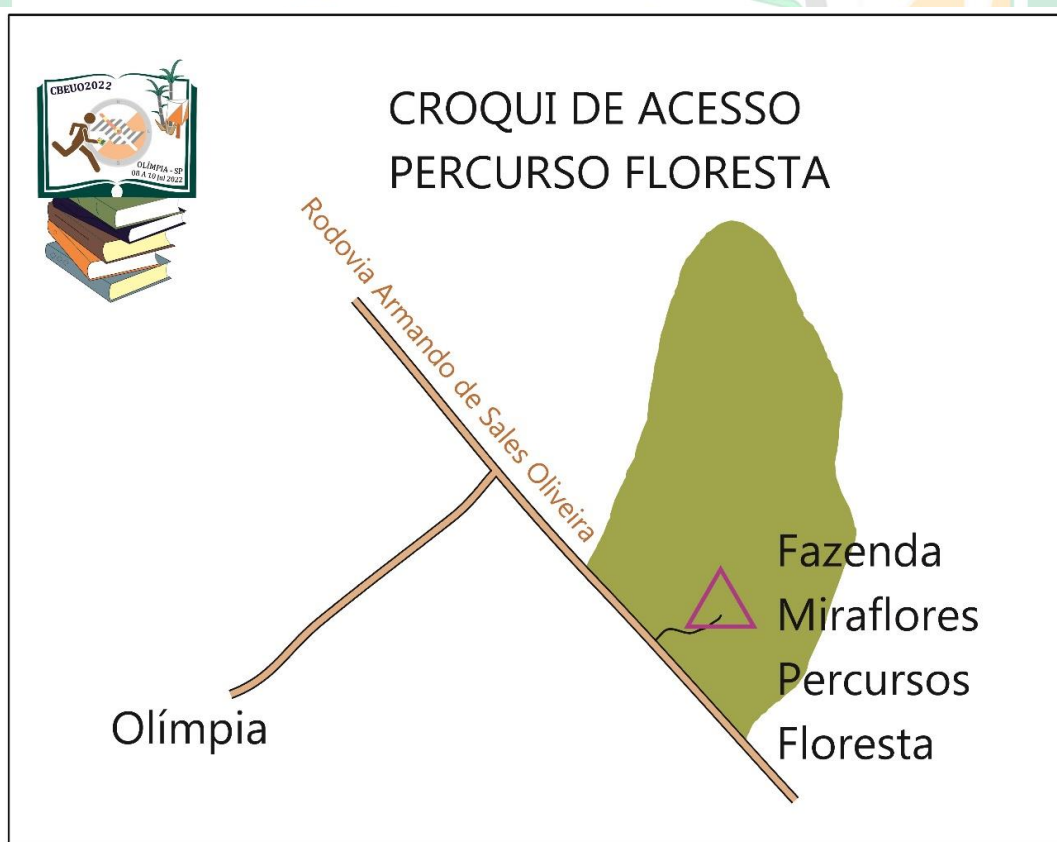 CBEUO2022
OLÍMPIA - SP
08 A 10 Jul 2022
CROQUI DE ACESSO
PERCURSO FLORESTA
Rodovia Armando de Sales Oliveira
Fazenda
Miraflores
Percursos
Floresta
Olímpia